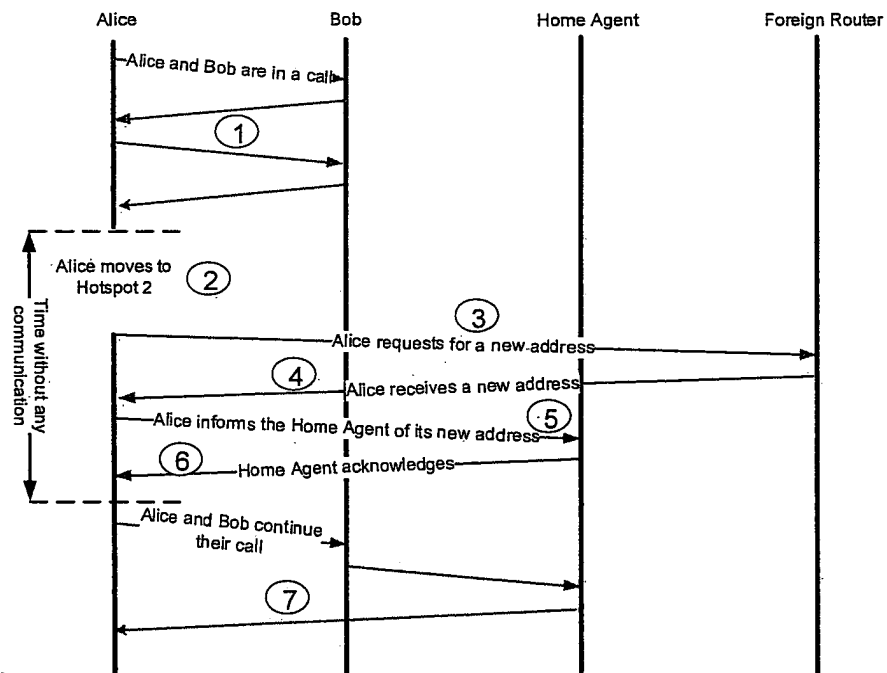 Alice
Bob
Home Agent
Foreign Router
Alice and Bob are in a call
1
Alice moves to
Hotspot 2
2
Time without any
communication
3
Alice requests for a new address
4
Alice receives a new address
5
Alice informs the Home Agent of its new address
6
Home Agent acknowledges
Alice and Bob continue
their call
7